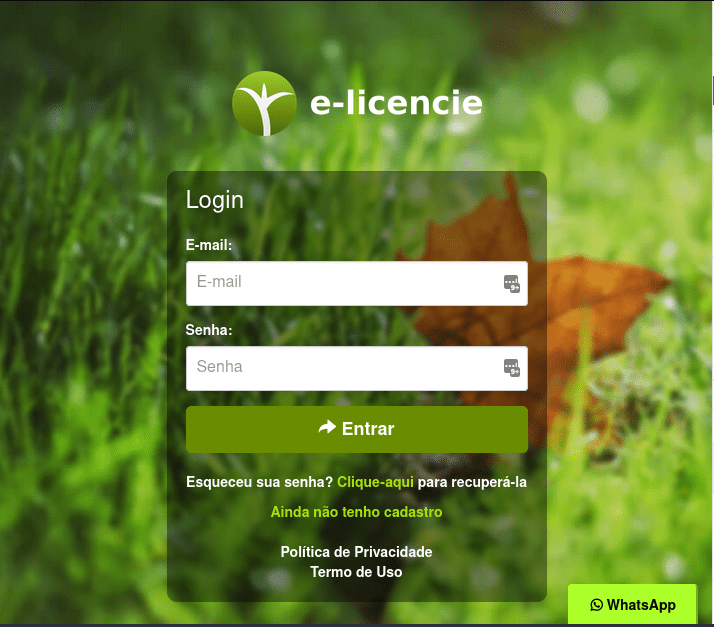 e-licencie
Login
E-mail:
E-mail
Senha:
Senha
Entrar
Esqueceu sua senha? Clique-aqui para recuperá-la
Ainda não tenho cadastro
Política de Privacidade
Termo de Uso
WhatsApp